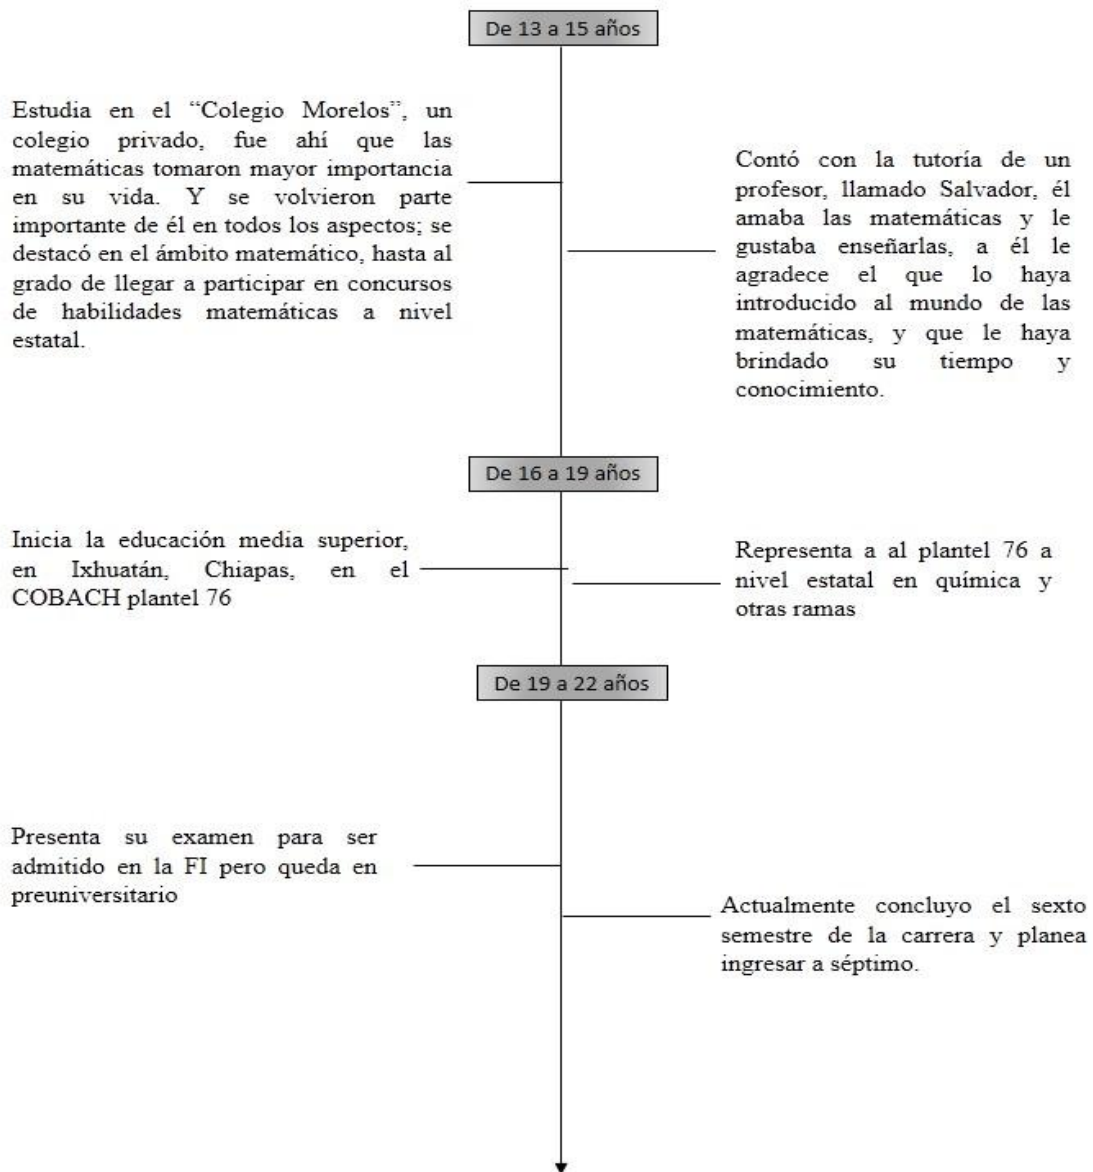 De 13 a 15 años
Estudia en el “Colegio Morelos”, un
colegio privado, fue ahí que las
matemáticas tomaron mayor importancia
en su vida. Y se volvieron parte
importante de él en todos los aspectos; se
destacó en el ámbito matemático, hasta al
grado de llegar a participar en concursos
de habilidades matemáticas a nivel
estatal.
Contó con la tutoría de un
profesor, llamado Salvador, él
amaba las matemáticas y le
gustaba enseñarlas, a él le
agradece el que lo haya
introducido al mundo de las
matemáticas, y que le haya
brindado su tiempo y
conocimiento.
De 16 a 19 años
Inicia la educación media superior,
en Ixhuatán, Chiapas, en el
COBACH plantel 76
Representa a al plantel 76 a
nivel estatal en química y
otras ramas
De 19 a 22 años
Presenta su examen para ser
admitido en la FI pero queda en
preuniversitario
Actualmente concluyo el sexto
semestre de la carrera y planea
ingresar a séptimo.